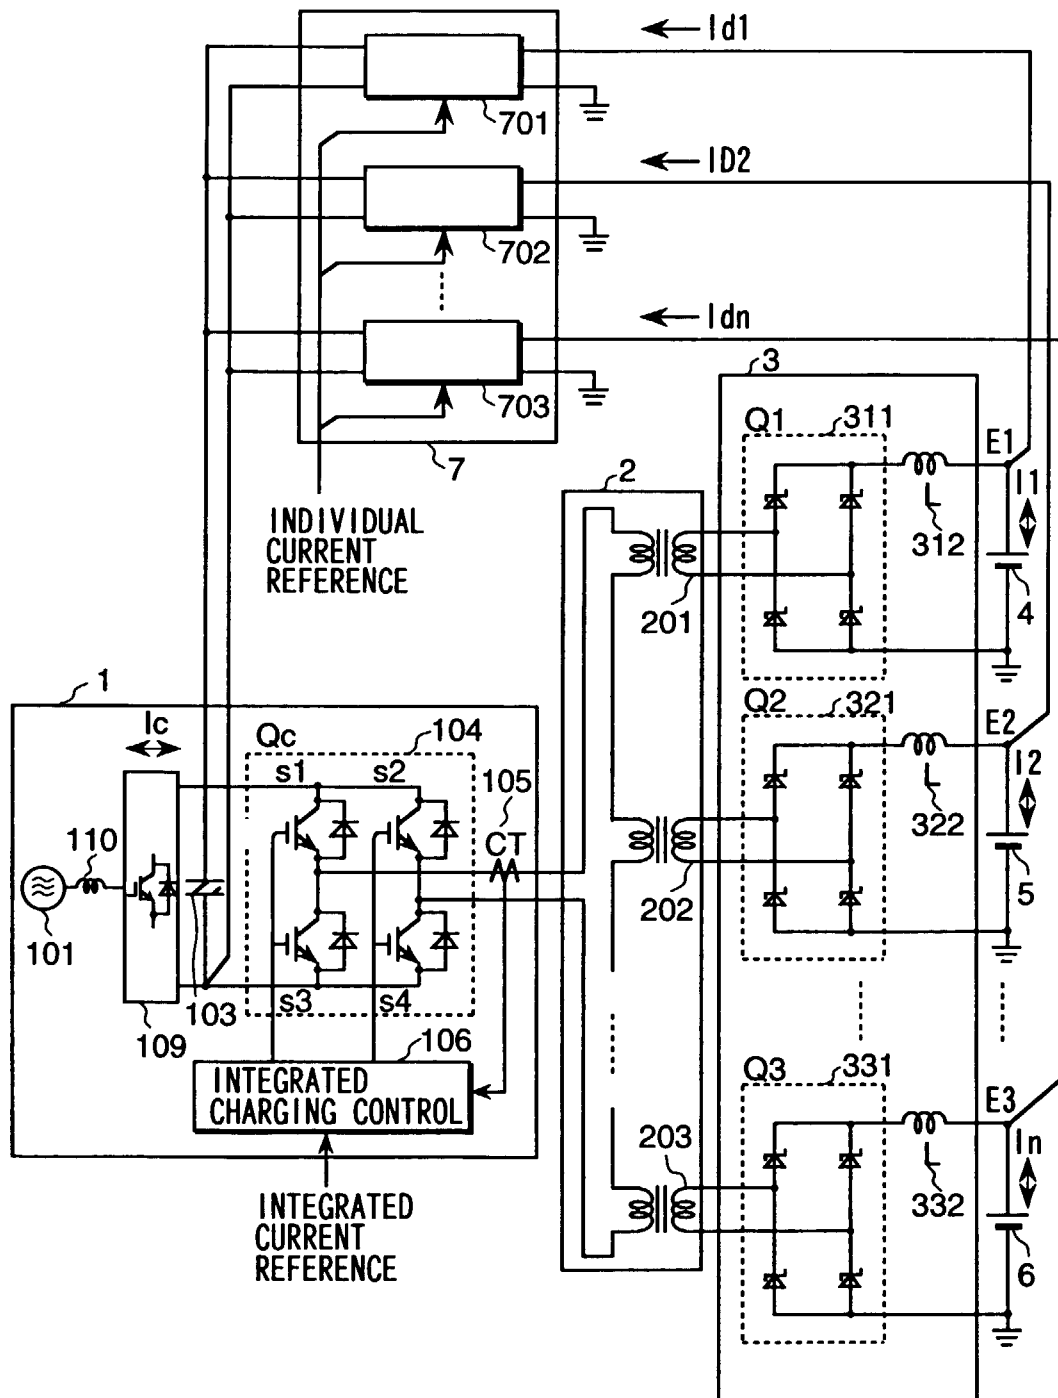 Id1
701
ID2
702
Idn
703
7
3
Q1
311
E1
I1
L
312
4
2
201
INDIVIDUAL
CURRENT
REFERENCE
1
Ic
Qc
104
s1
s2
105
CT
110
101
103
109
s3
s4
106
INTEGRATED
CHARGING CONTROL
INTEGRATED
CURRENT
REFERENCE
Q2
321
E2
I2
L
322
5
202
Q3
331
E3
In
L
332
6
203